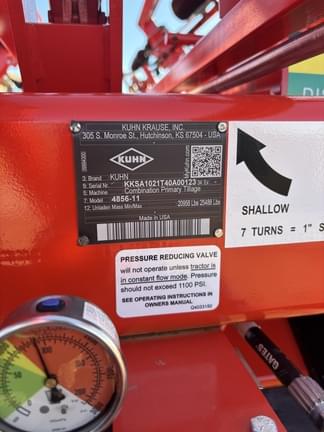 KUHN KRAUSE, INC.
305 S. Monroe St., Hutchinson, KS 67504 - USA
KUHN
3: Brand KUHN
9: Serial Nr. KKSA1021T40A00123
6: Machine Combination Primary Tillage
7: Model 4856-11
12: Unladen Mass Min/Max 20958 Lbs 25488 Lbs
Made in USA
SHALLOW
7 TURNS = 1" S
PRESSURE REDUCING VALVE
will not operate unless tractor is
in constant flow mode. Pressure
should not exceed 1100 PSI.
SEE OPERATING INSTRUCTIONS IN
OWNERS MANUAL
GATES